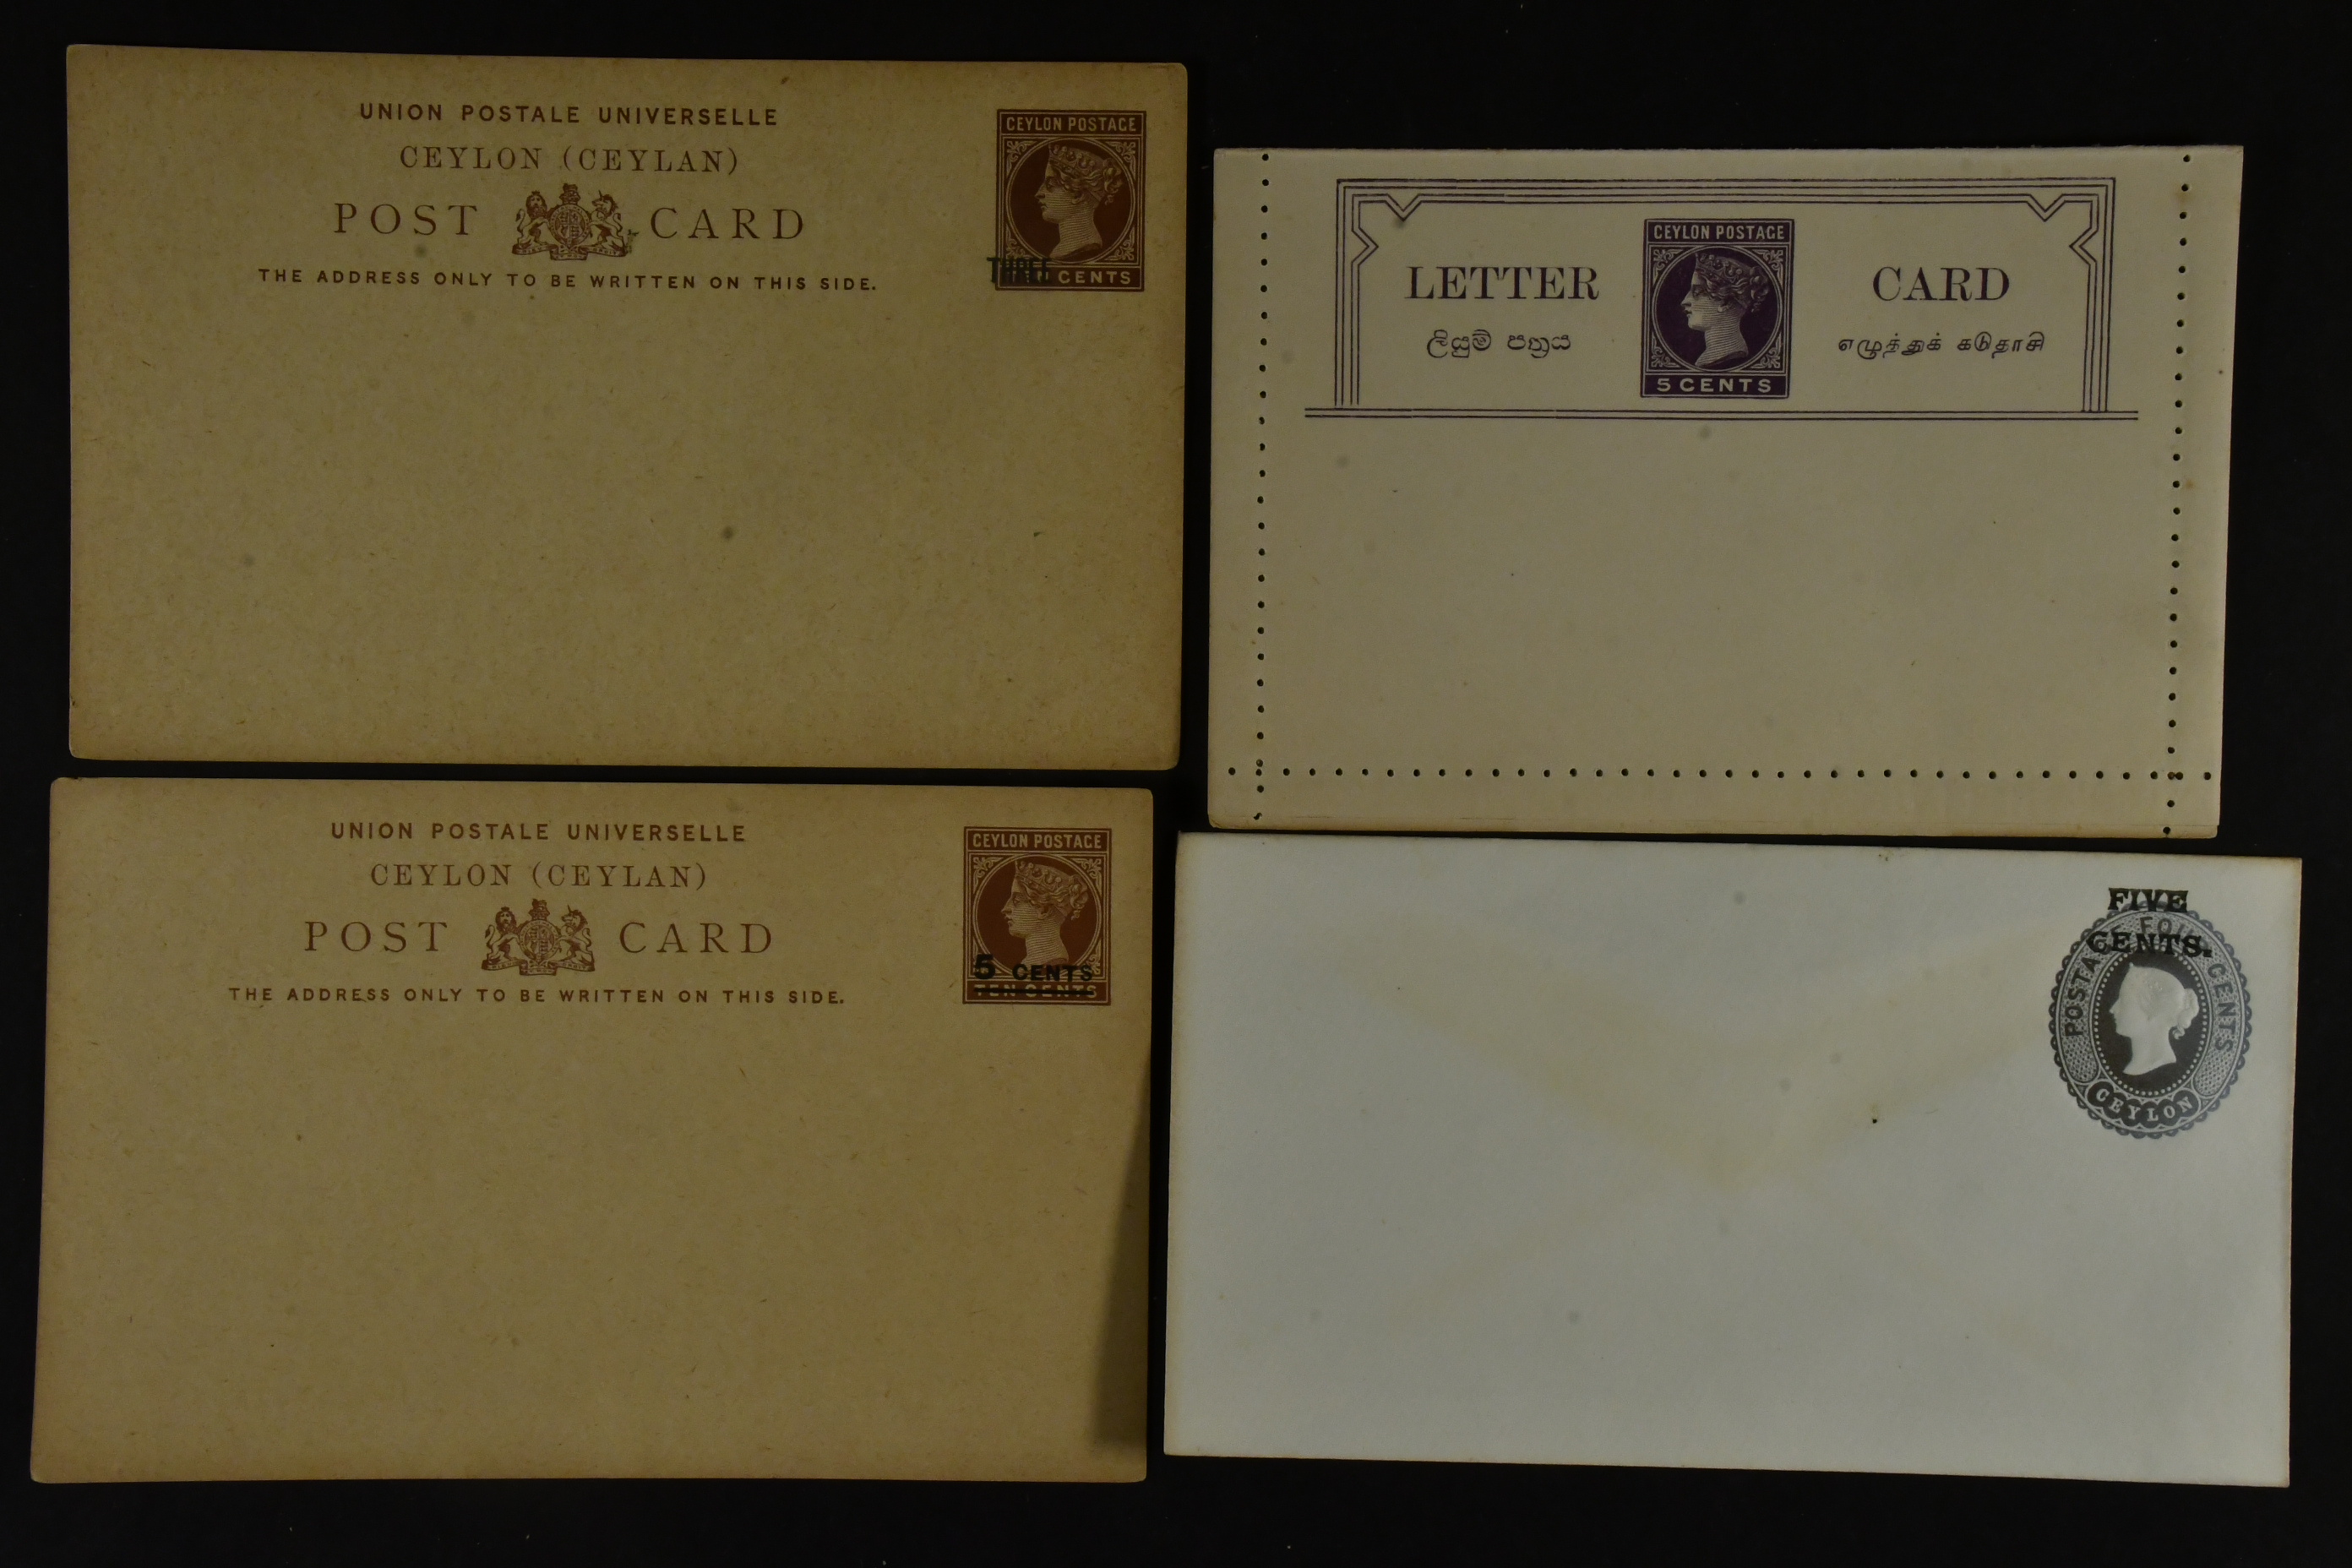 UNION POSTALE UNIVERSELLE
CEYLON (CEYLAN)
POST CARD
THE ADDRESS ONLY TO BE WRITTEN ON THIS SIDE.
CEYLON POSTAGE
THREE
CENTS
CEYLON POSTAGE
LETTER CARD
ලියුම් පත්‍රය එழුத்துக் கடுதாசி
5 CENTS
UNION POSTALE UNIVERSELLE
CEYLON (CEYLAN)
POST CARD
THE ADDRESS ONLY TO BE WRITTEN ON THIS SIDE.
CEYLON POSTAGE
5 CENTS
TEN CENTS
FIVE
CENTS.
POSTAGE FOUR CENTS
CEYLON